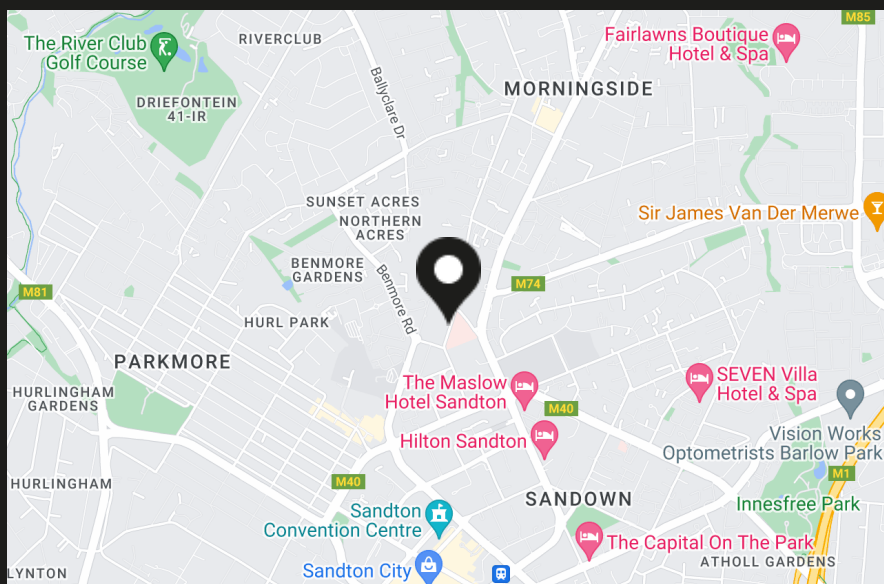 M85
The River Club
Golf Course
RIVERCLUB
Fairlawns Boutique
Hotel & Spa
Ballyclare Dr
MORNINGSIDE
DRIEFONTEIN
41-IR
SUNSET ACRES
NORTHERN
ACRES
Sir James Van Der Merwe
BENMORE
GARDENS
Benmore Rd
M74
M81
HURL PARK
PARKMORE
The Maslow
Hotel Sandton
SEVEN Villa
Hotel & Spa
HURLINGHAM
GARDENS
M40
Hilton Sandton
Vision Works
Optometrists Barlow Park
M1
HURLINGHAM
M40
SANDOWN
Innesfree Park
Sandton
Convention Centre
The Capital On The Park
ATHOLL GARDENS
LYNTON
Sandton City